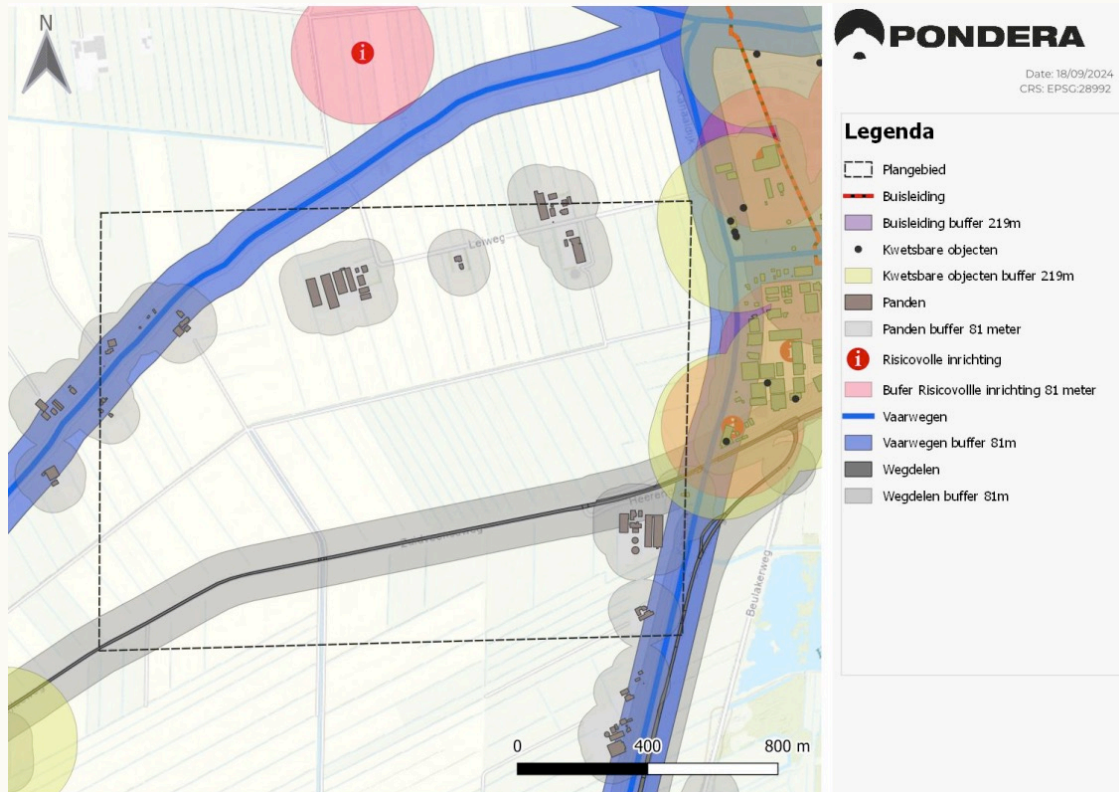 N
PONDERA
Date: 18/09/2024
CRS: EPSG:28992
Legenda
Plangebied
Buisleiding
Buisleiding buffer 219m
Kwetsbare objecten
Kwetsbare objecten buffer 219m
Panden
Panden buffer 81 meter
i
Risicovolle inrichting
Bufer Risicovollle inrichting 81 meter
Vaarwegen
Vaarwegen buffer 81m
Wegdelen
Wegdelen buffer 81m
i
Kanaaldijk
Leiweg
i
i
Heeren
Beulakerweg
0 400 800 m